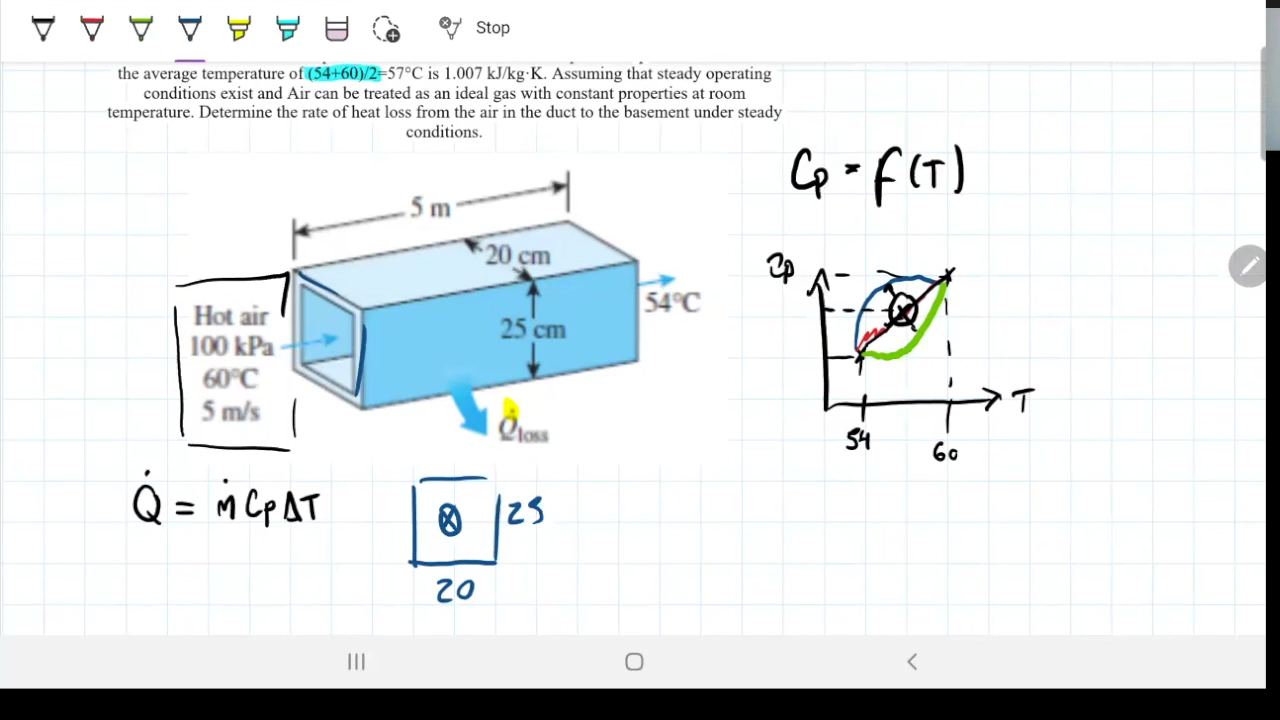 Stop
the average temperature of (54+60)/2=57°C is 1.007 kJ/kg·K. Assuming that steady operating
conditions exist and Air can be treated as an ideal gas with constant properties at room
temperature. Determine the rate of heat loss from the air in the duct to the basement under steady
conditions.
Cp = F(T)
5 m
20 cm
Cp
Hot air
100 kPa
60°C
5 m/s
25 cm
54°C
T
54
60
Q̇loss
Q̇ = ṁ Cp ΔT
25
20